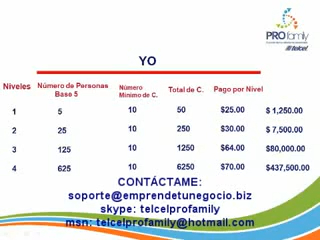 PROfamily
telcel
YO
Niveles Número de Personas Base 5 Número Mínimo de C. Total de C. Pago por Nivel
1 5 10 50 $25.00 $ 1,250.00
2 25 10 250 $30.00 $ 7,500.00
3 125 10 1250 $64.00 $80,000.00
4 625 10 6250 $70.00 $437,500.00
CONTÁCTAME:
soporte@emprendetunegocio.biz
skype: telcelprofamily
msn: telcelprofamily@hotmail.com